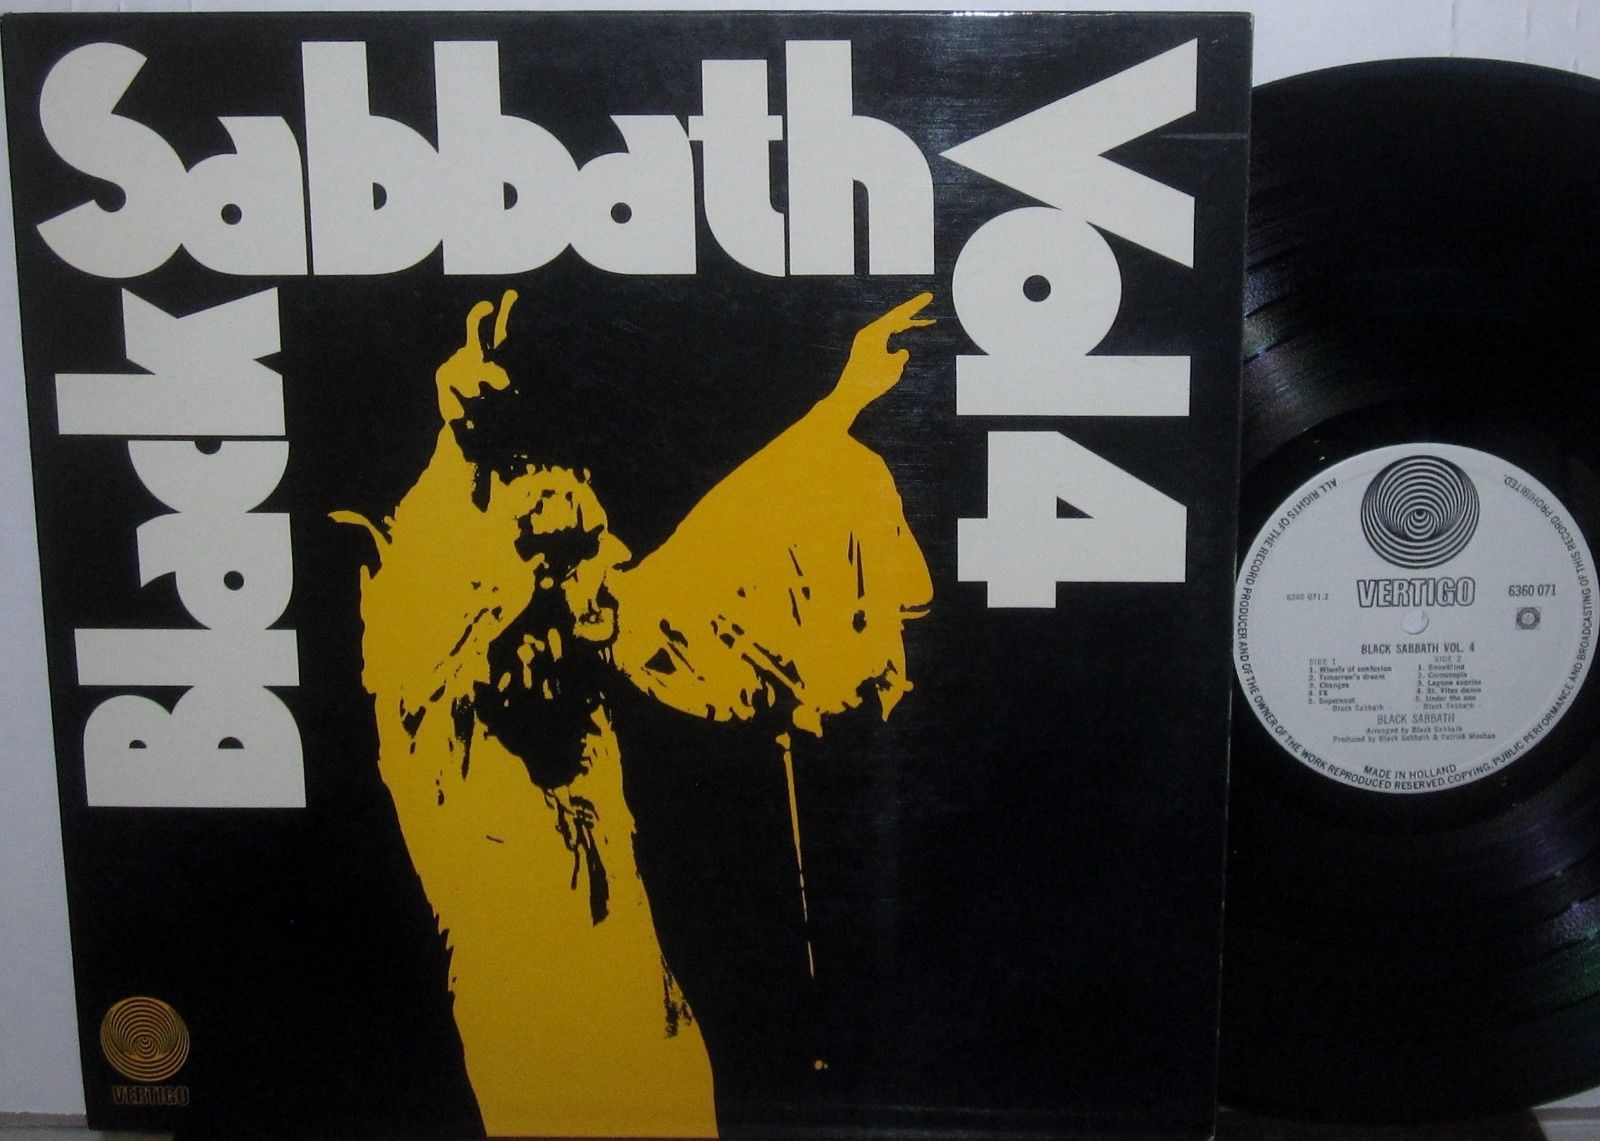 Black
Sabbath
Vol 4
VERTIGO
ALL RIGHTS OF THE RECORD PRODUCER AND OF THE OWNER OF THE WORK REPRODUCED RESERVED. COPYING, PUBLIC PERFORMANCE AND BROADCASTING OF THIS RECORD PROHIBITED.
VERTIGO
6360 071.2
6360 071
BLACK SABBATH VOL. 4
SIDE 1
1. Wheels of confusion
2. Tomorrow's dream
3. Changes
4. FX
5. Supernaut
- Black Sabbath -
SIDE 2
1. Snowblind
2. Cornucopia
3. Laguna sunrise
4. St. Vitus dance
5. Under the sun
- Black Sabbath -
BLACK SABBATH
Arranged by Black Sabbath
Produced by Black Sabbath & Patrick Meehan
MADE IN HOLLAND